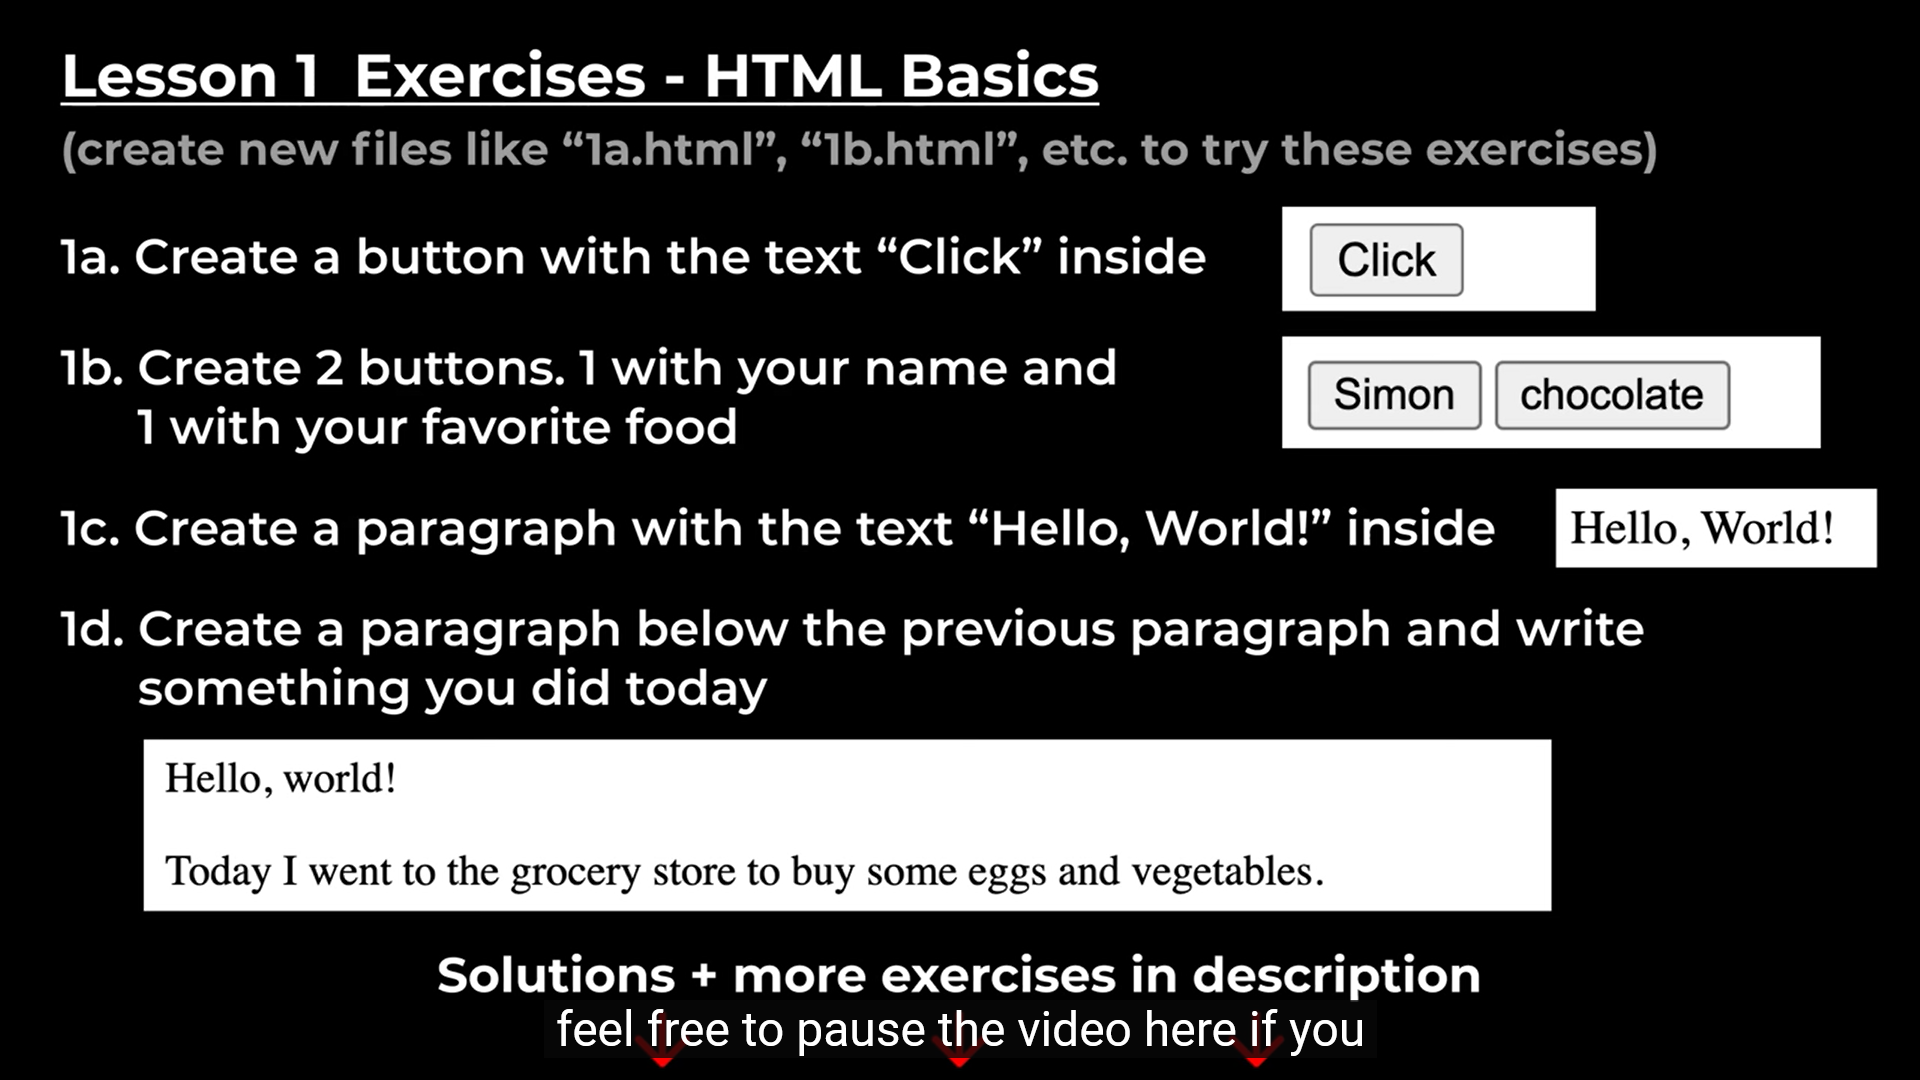 Lesson 1 Exercises - HTML Basics
(create new files like “1a.html”, “1b.html”, etc. to try these exercises)
1a. Create a button with the text “Click” inside
Click
1b. Create 2 buttons. 1 with your name and
1 with your favorite food
Simon chocolate
1c. Create a paragraph with the text “Hello, World!” inside
Hello, World!
1d. Create a paragraph below the previous paragraph and write
something you did today
Hello, world!
Today I went to the grocery store to buy some eggs and vegetables.
Solutions + more exercises in description
feel free to pause the video here if you